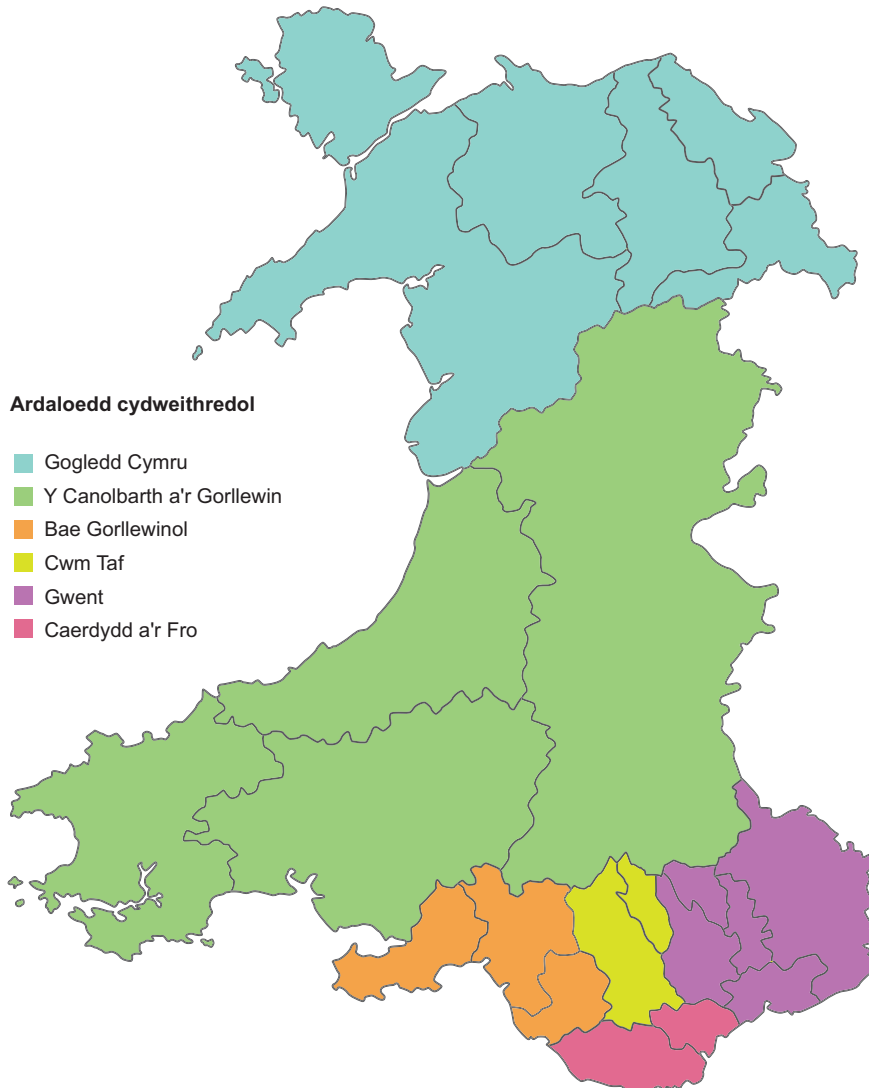 Ardaloedd cydweithredol
Gogledd Cymru
Y Canolbarth a'r Gorllewin
Bae Gorllewinol
Cwm Taf
Gwent
Caerdydd a'r Fro